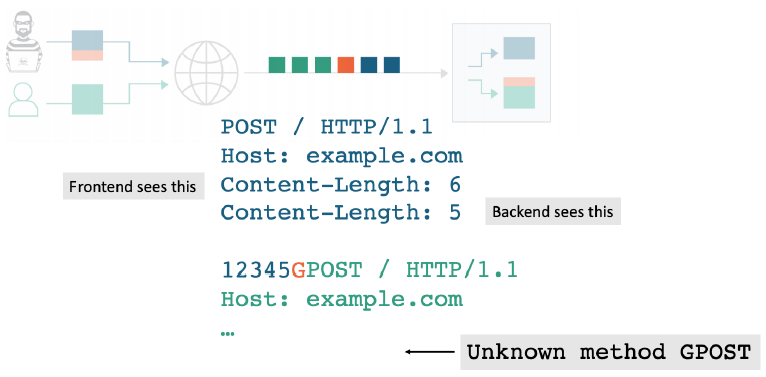 POST / HTTP/1.1
Host: example.com
Frontend sees this
Content-Length: 6
Content-Length: 5
Backend sees this
12345GPOST / HTTP/1.1
Host: example.com
…
Unknown method GPOST